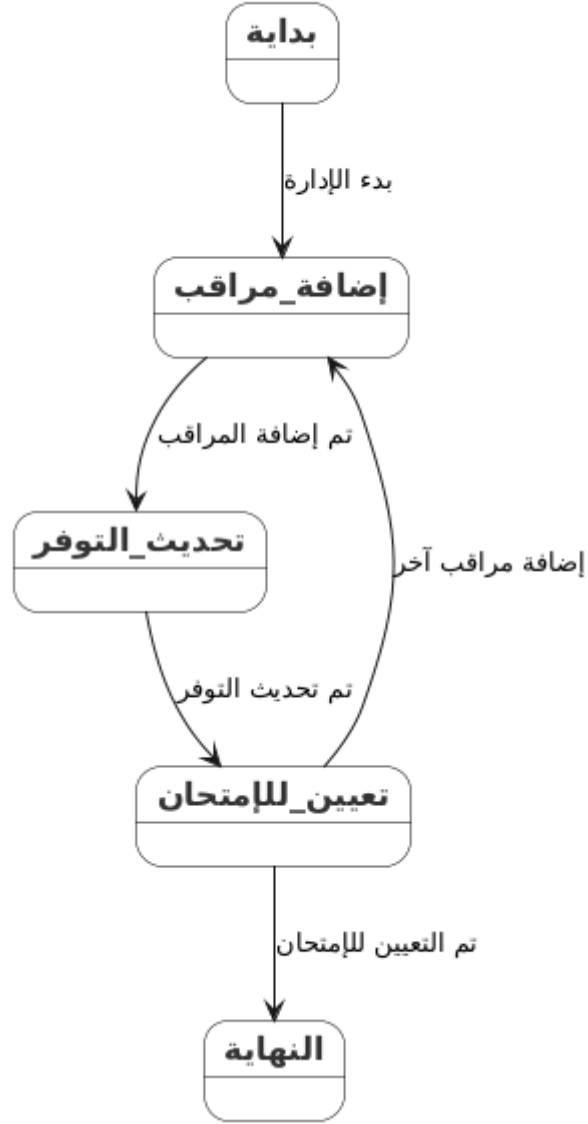 بداية
بدء الإدارة
إضافة_مراقب
تم إضافة المراقب
تحديث_التوفر
إضافة مراقب آخر
تم تحديث التوفر
تعيين_للإمتحان
تم التعيين للإمتحان
النهاية